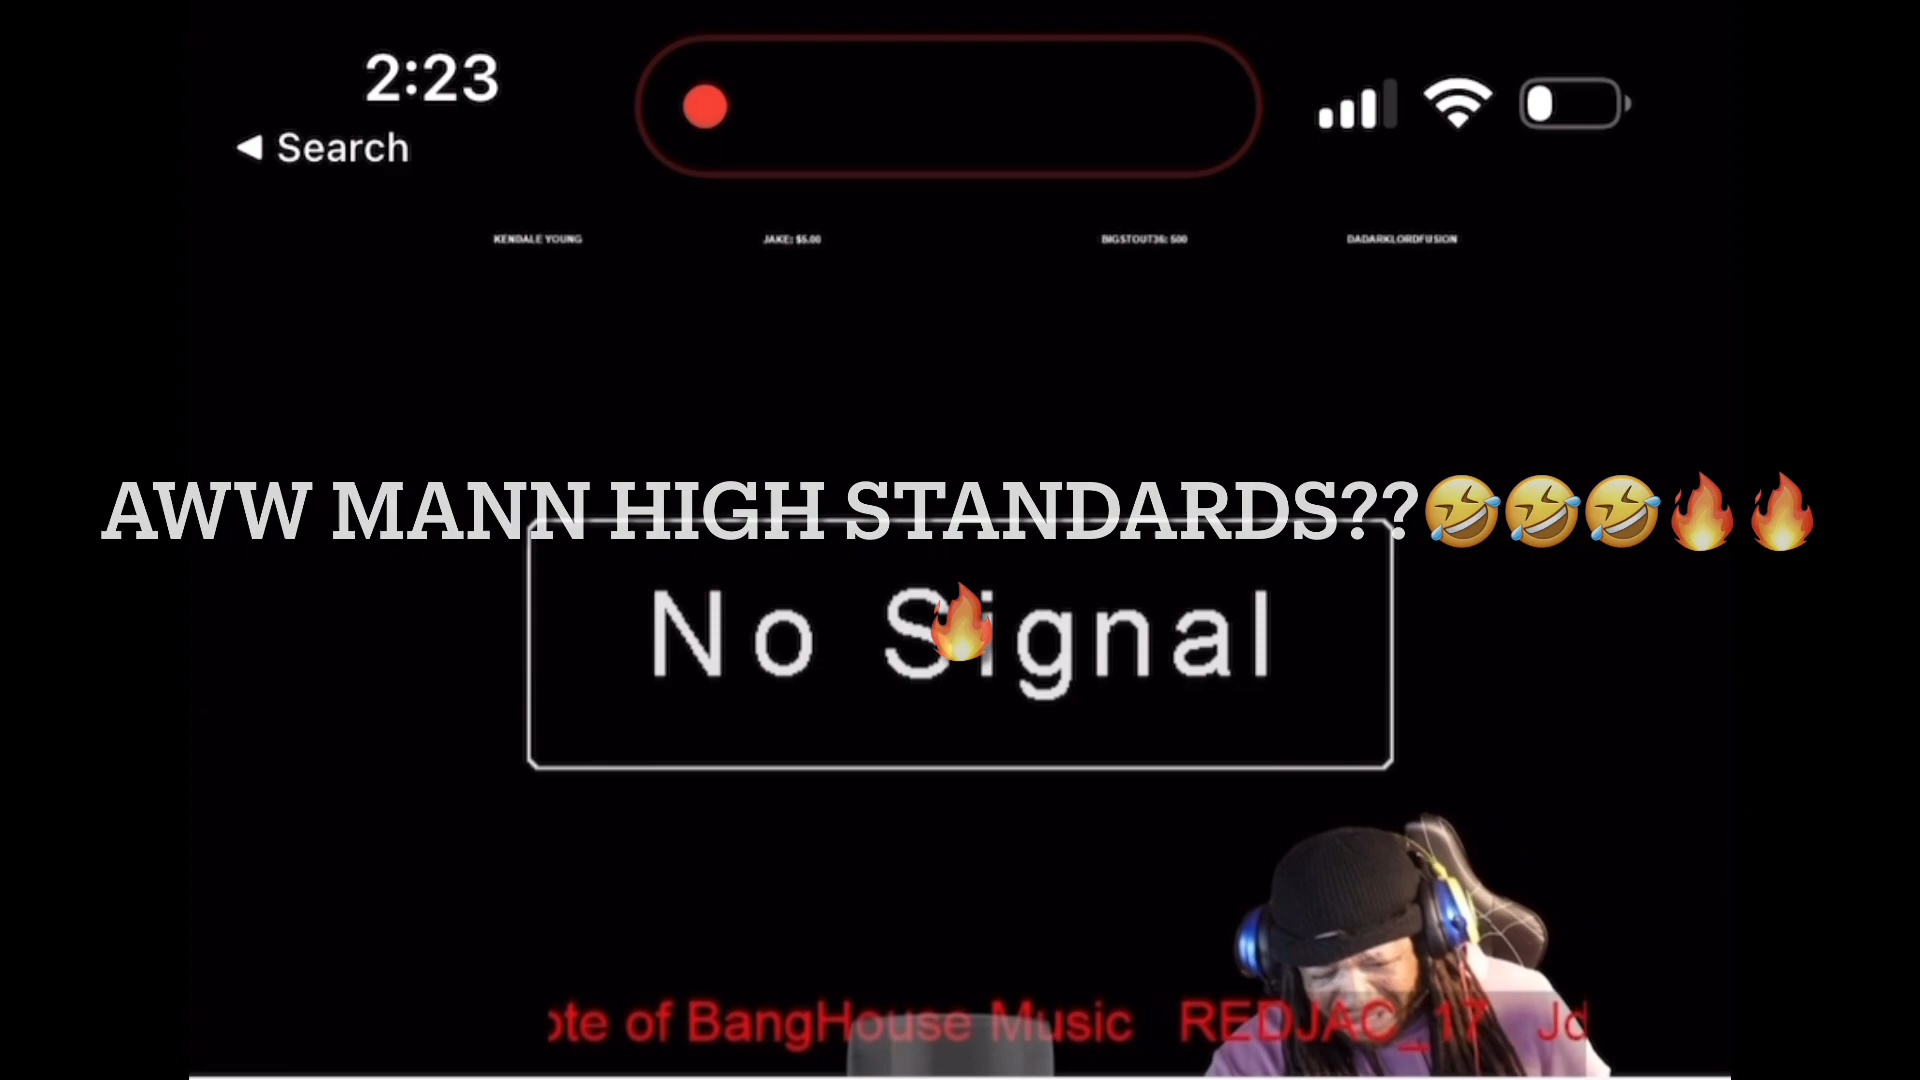 2:23
◀ Search
KENDALE YOUNG JAKE: $5.00 BIGSTOUT36: 500 DADARKLORDFUSION
AWW MANN HIGH STANDARDS??🤣🤣🤣🔥🔥
🔥
No Signal
ote of BangHouse Music REDJAC_17 Jd